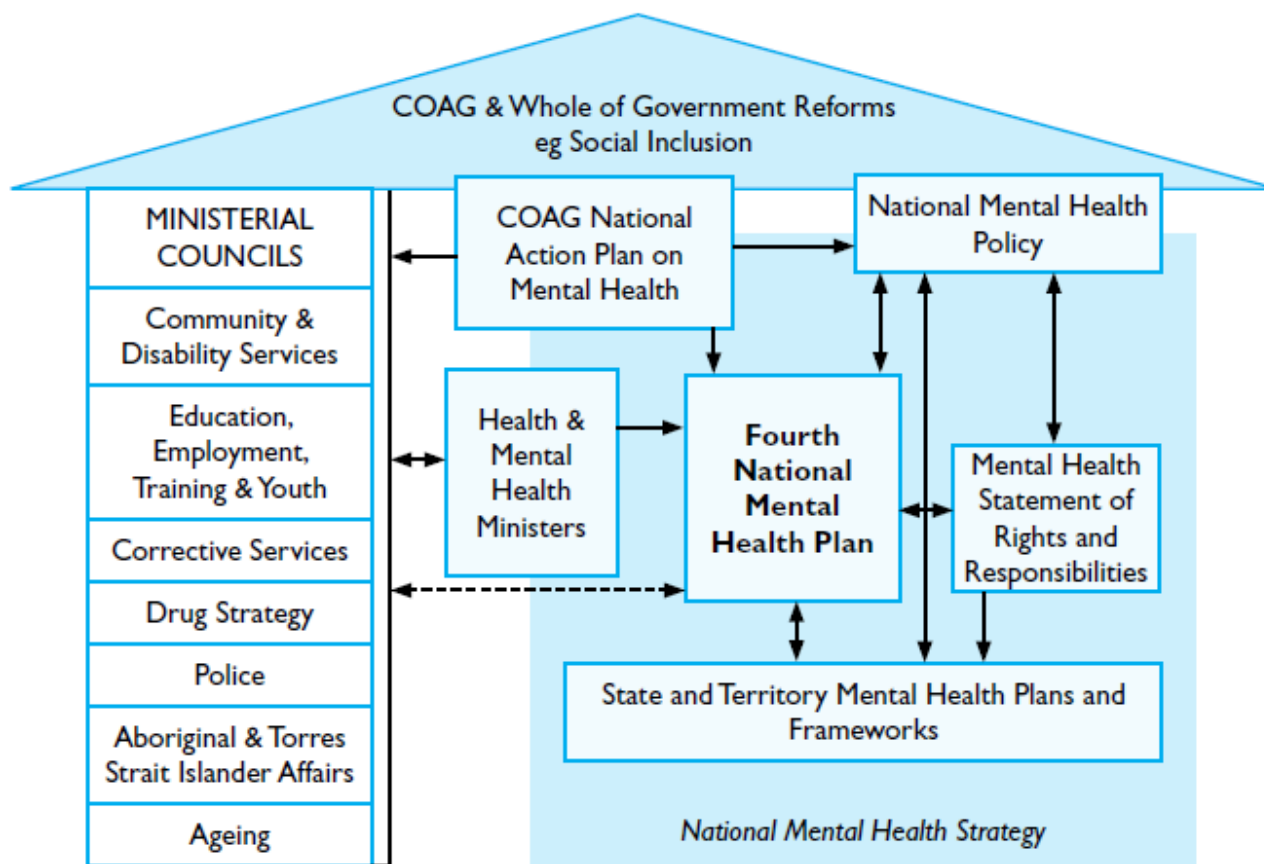 COAG & Whole of Government Reforms
eg Social Inclusion
MINISTERIAL
COUNCILS
Community &
Disability Services
Education,
Employment,
Training & Youth
Corrective Services
Drug Strategy
Police
Aboriginal & Torres
Strait Islander Affairs
Ageing
COAG National
Action Plan on
Mental Health
National Mental Health
Policy
Health &
Mental
Health
Ministers
Fourth
National
Mental
Health Plan
Mental Health
Statement of
Rights and
Responsibilities
State and Territory Mental Health Plans and
Frameworks
National Mental Health Strategy